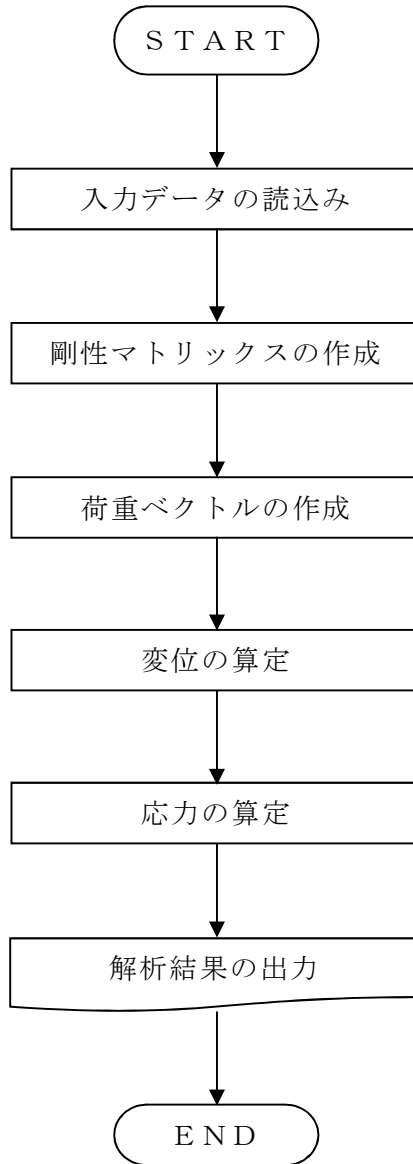 ＳＴＡＲＴ
入力データの読込み
剛性マトリックスの作成
荷重ベクトルの作成
変位の算定
応力の算定
解析結果の出力
ＥＮＤ